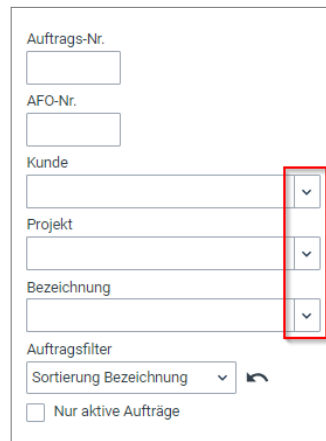 Auftrags-Nr.
AFO-Nr.
Kunde
Projekt
Bezeichnung
Auftragsfilter
Sortierung Bezeichnung
Nur aktive Aufträge